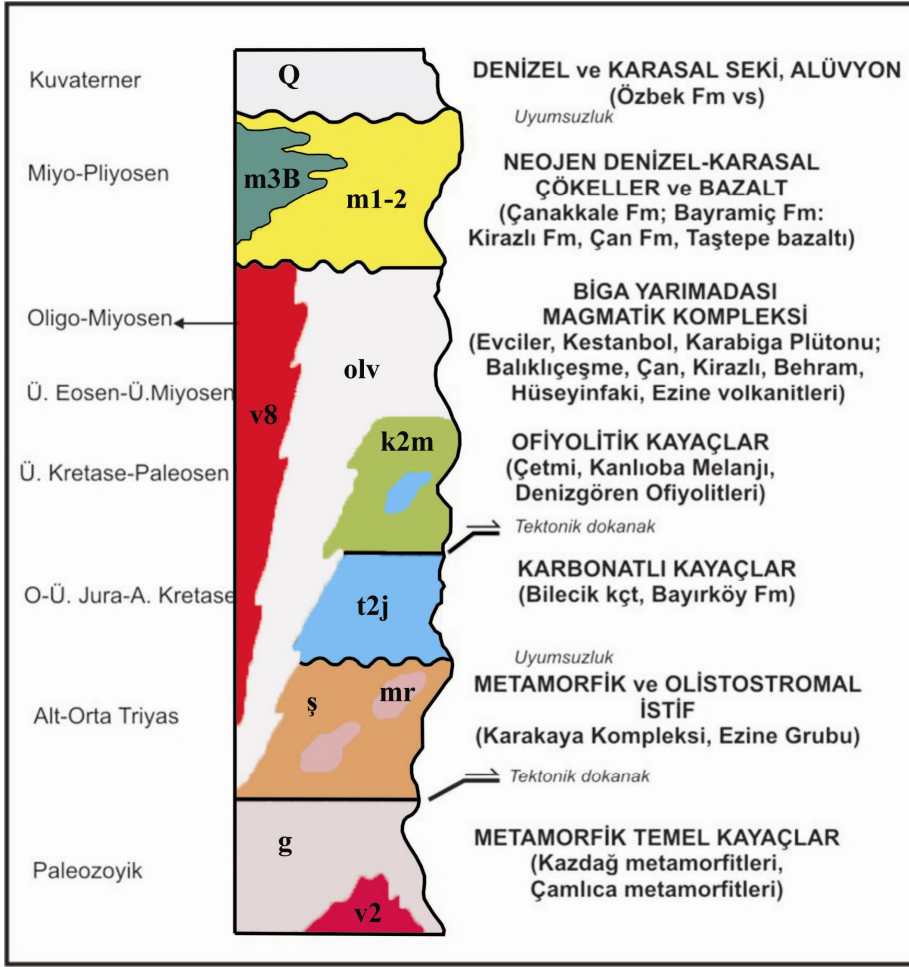 Kuvaterner
Q
DENİZEL ve KARASAL SEKİ, ALÜVYON
(Özbek Fm vs)
Uyumsuzluk
Miyo-Pliyosen
m3B
m1-2
NEOJEN DENİZEL-KARASAL
ÇÖKELLER ve BAZALT
(Çanakkale Fm; Bayramiç Fm:
Kirazlı Fm, Çan Fm, Taştepe bazaltı)
Oligo-Miyosen
Ü. Eosen-Ü.Miyosen
v8
olv
BİGA YARIMADASI
MAGMATİK KOMPLEKSİ
(Evciler, Kestanbol, Karabiga Plütonu;
Balıklıçeşme, Çan, Kirazlı, Behram,
Hüseyinfaki, Ezine volkanitleri)
Ü. Kretase-Paleosen
k2m
OFİYOLİTİK KAYAÇLAR
(Çetmi, Kanlıoba Melanjı,
Denizgören Ofiyolitleri)
Tektonik dokanak
O-Ü. Jura-A. Kretase
t2j
KARBONATLI KAYAÇLAR
(Bilecik kçt, Bayırköy Fm)
Uyumsuzluk
Alt-Orta Triyas
ş
mr
METAMORFİK ve OLİSTOSTROMAL
İSTİF
(Karakaya Kompleksi, Ezine Grubu)
Tektonik dokanak
Paleozoyik
g
v2
METAMORFİK TEMEL KAYAÇLAR
(Kazdağ metamorfitleri,
Çamlıca metamorfitleri)